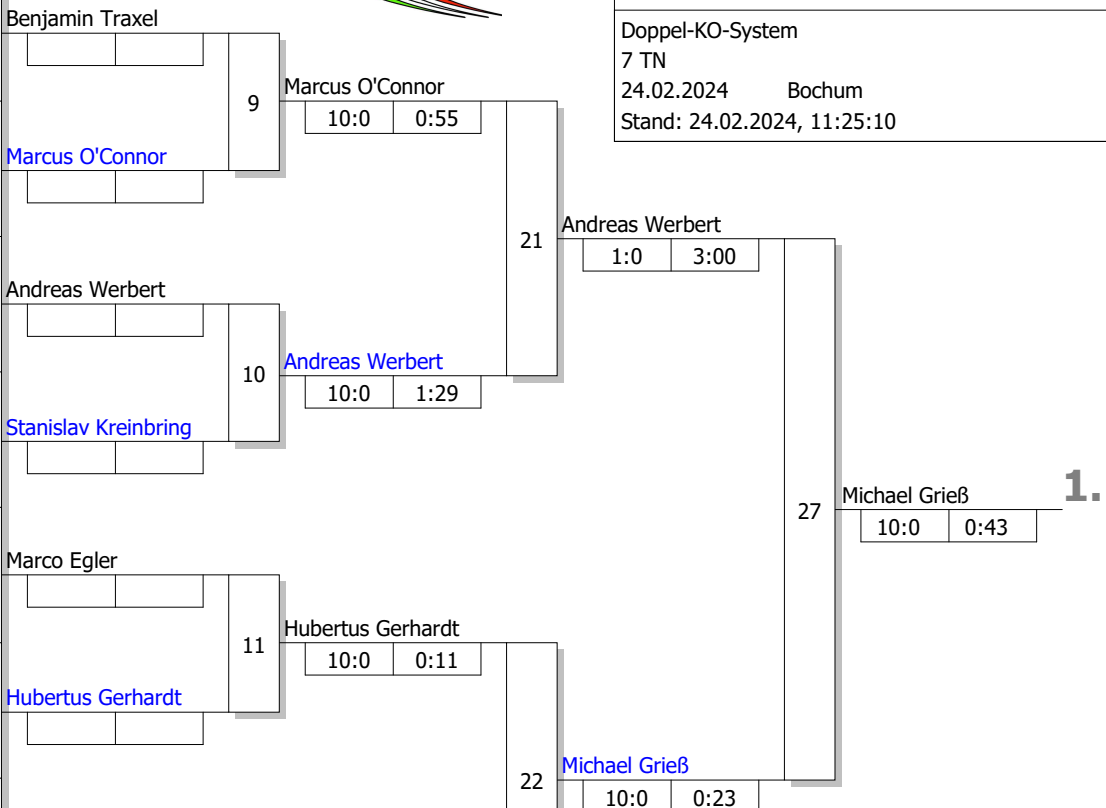 Benjamin Traxel
Doppel-KO-System
7 TN
24.02.2024 Bochum
Stand: 24.02.2024, 11:25:10
9
Marcus O'Connor
10:0 0:55
Marcus O'Connor
21
Andreas Werbert
1:0 3:00
Andreas Werbert
10
Andreas Werbert
10:0 1:29
Stanislav Kreinbring
27
Michael Grieß
1.
10:0 0:43
Marco Egler
11
Hubertus Gerhardt
10:0 0:11
Hubertus Gerhardt
22
Michael Grieß
10:0 0:23